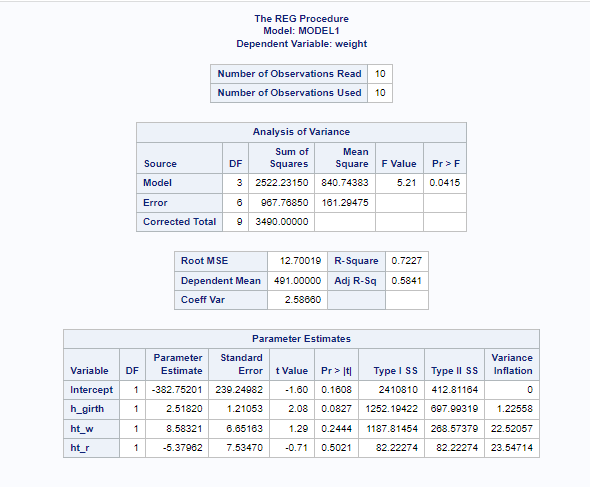 The REG Procedure
Model: MODEL1
Dependent Variable: weight
Number of Observations Read 10
Number of Observations Used 10
Analysis of Variance
Source DF Sum of Squares Mean Square F Value Pr > F
Model 3 2522.23150 840.74383 5.21 0.0415
Error 6 967.76850 161.29475
Corrected Total 9 3490.00000
Root MSE 12.70019 R-Square 0.7227
Dependent Mean 491.00000 Adj R-Sq 0.5841
Coeff Var 2.58660
Parameter Estimates
Variable DF Parameter Estimate Standard Error t Value Pr > |t| Type I SS Type II SS Variance Inflation
Intercept 1 -382.75201 239.24982 -1.60 0.1608 2410810 412.81164 0
h_girth 1 2.51820 1.21053 2.08 0.0827 1252.19422 697.99319 1.22558
ht_w 1 8.58321 6.65163 1.29 0.2444 1187.81454 268.57379 22.52057
ht_r 1 -5.37962 7.53470 -0.71 0.5021 82.22274 82.22274 23.54714